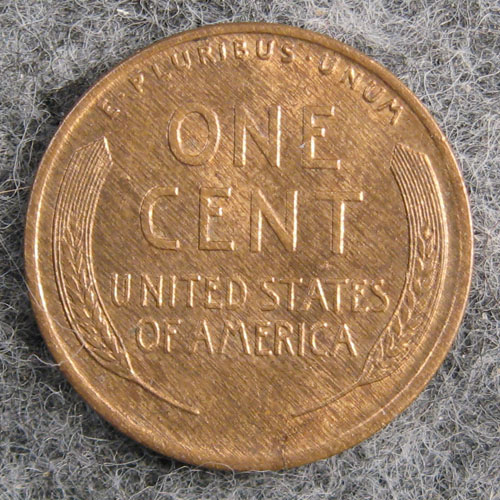 E·PLURIBUS·UNUM
ONE
CENT
UNITED STATES
OF AMERICA